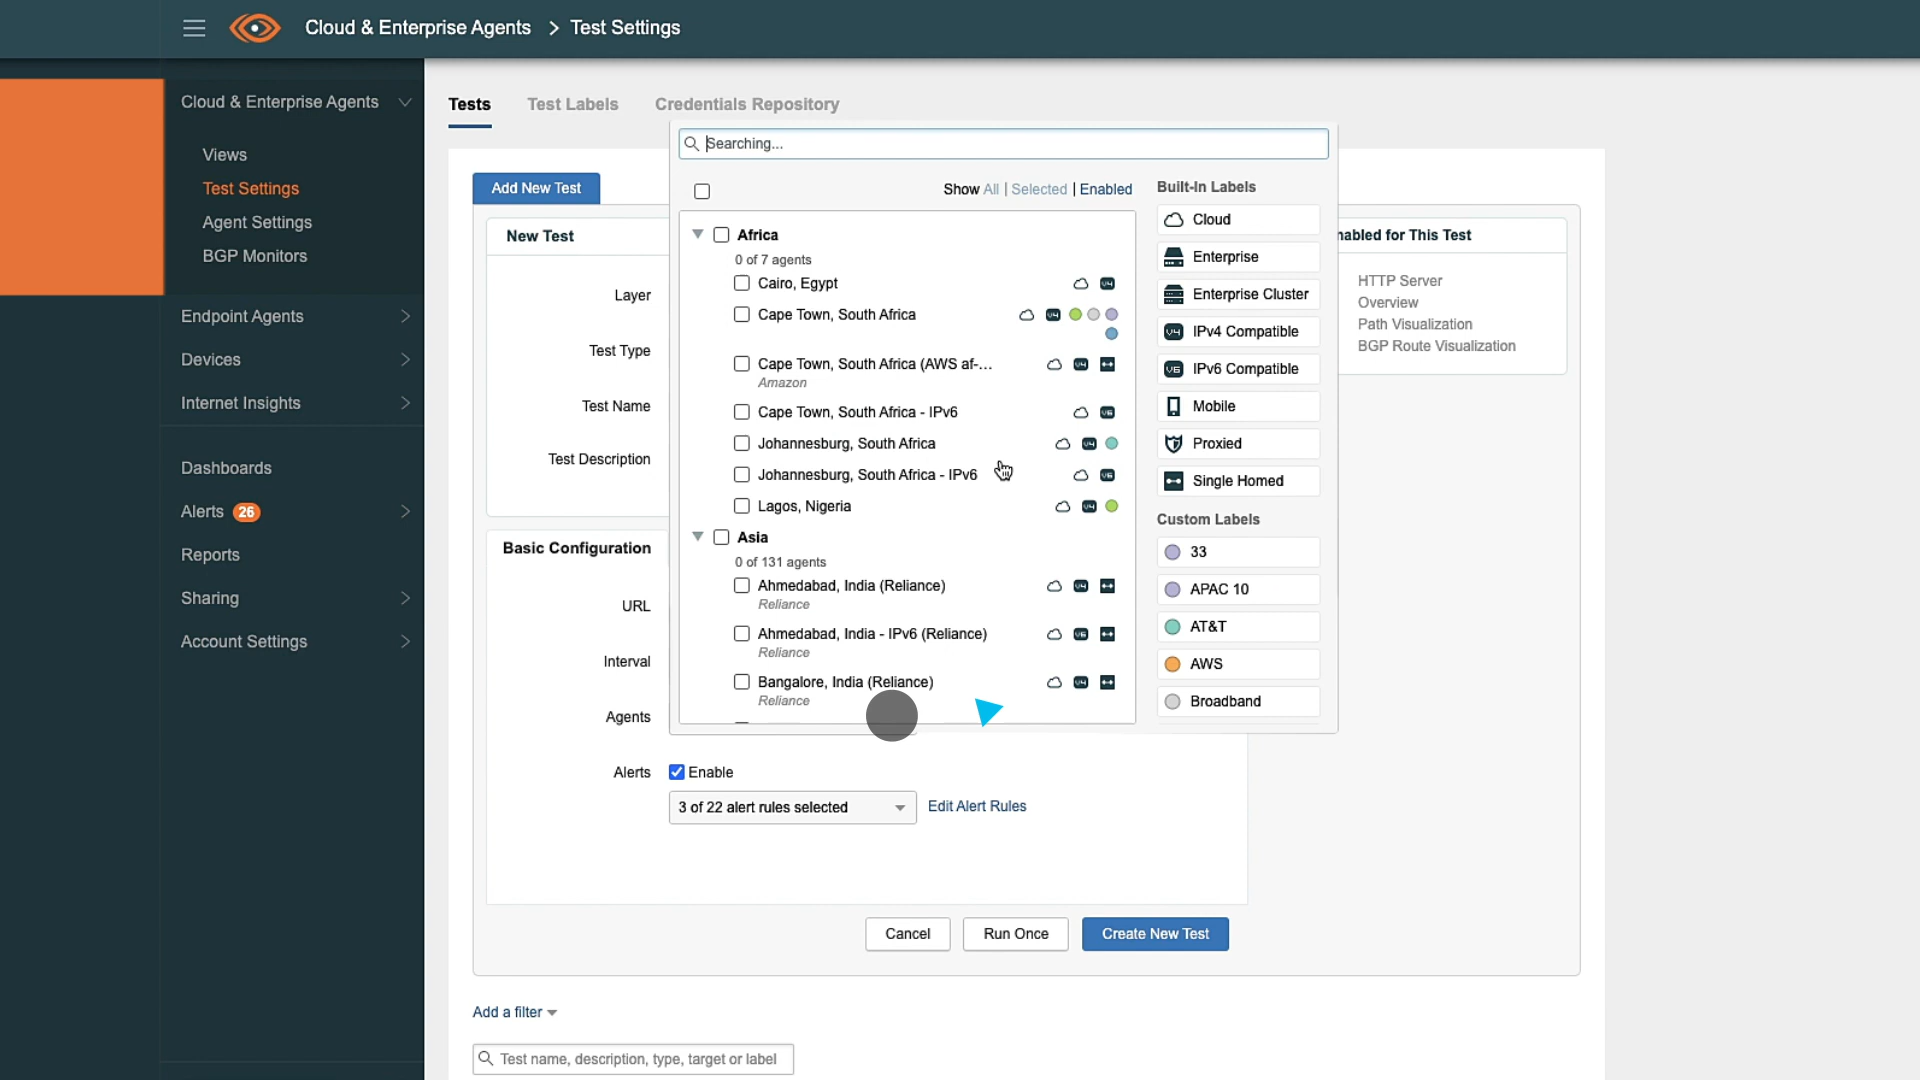 Cloud & Enterprise Agents > Test Settings
Cloud & Enterprise Agents
Views
Test Settings
Agent Settings
BGP Monitors
Endpoint Agents
Devices
Internet Insights
Dashboards
Alerts 26
Reports
Sharing
Account Settings
Tests Test Labels Credentials Repository
Add New Test
New Test
Layer
Test Type
Test Name
Test Description
Basic Configuration
URL
Interval
Agents
Alerts Enable
3 of 22 alert rules selected Edit Alert Rules
Searching...
Show All | Selected | Enabled
Africa
0 of 7 agents
Cairo, Egypt
Cape Town, South Africa
Cape Town, South Africa (AWS af-...
Amazon
Cape Town, South Africa - IPv6
Johannesburg, South Africa
Johannesburg, South Africa - IPv6
Lagos, Nigeria
Asia
0 of 131 agents
Ahmedabad, India (Reliance)
Reliance
Ahmedabad, India - IPv6 (Reliance)
Reliance
Bangalore, India (Reliance)
Reliance
Built-In Labels
Cloud
Enterprise
Enterprise Cluster
IPv4 Compatible
IPv6 Compatible
Mobile
Proxied
Single Homed
Custom Labels
33
APAC 10
AT&T
AWS
Broadband
nabled for This Test
HTTP Server
Overview
Path Visualization
BGP Route Visualization
Cancel Run Once Create New Test
Add a filter
Test name, description, type, target or label